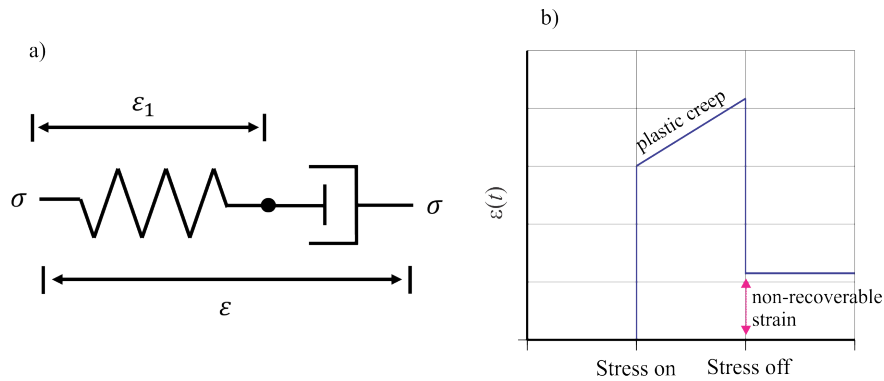 a)
ε₁
σ
σ
ε
b)
ε(t)
plastic creep
non-recoverable
strain
Stress on
Stress off